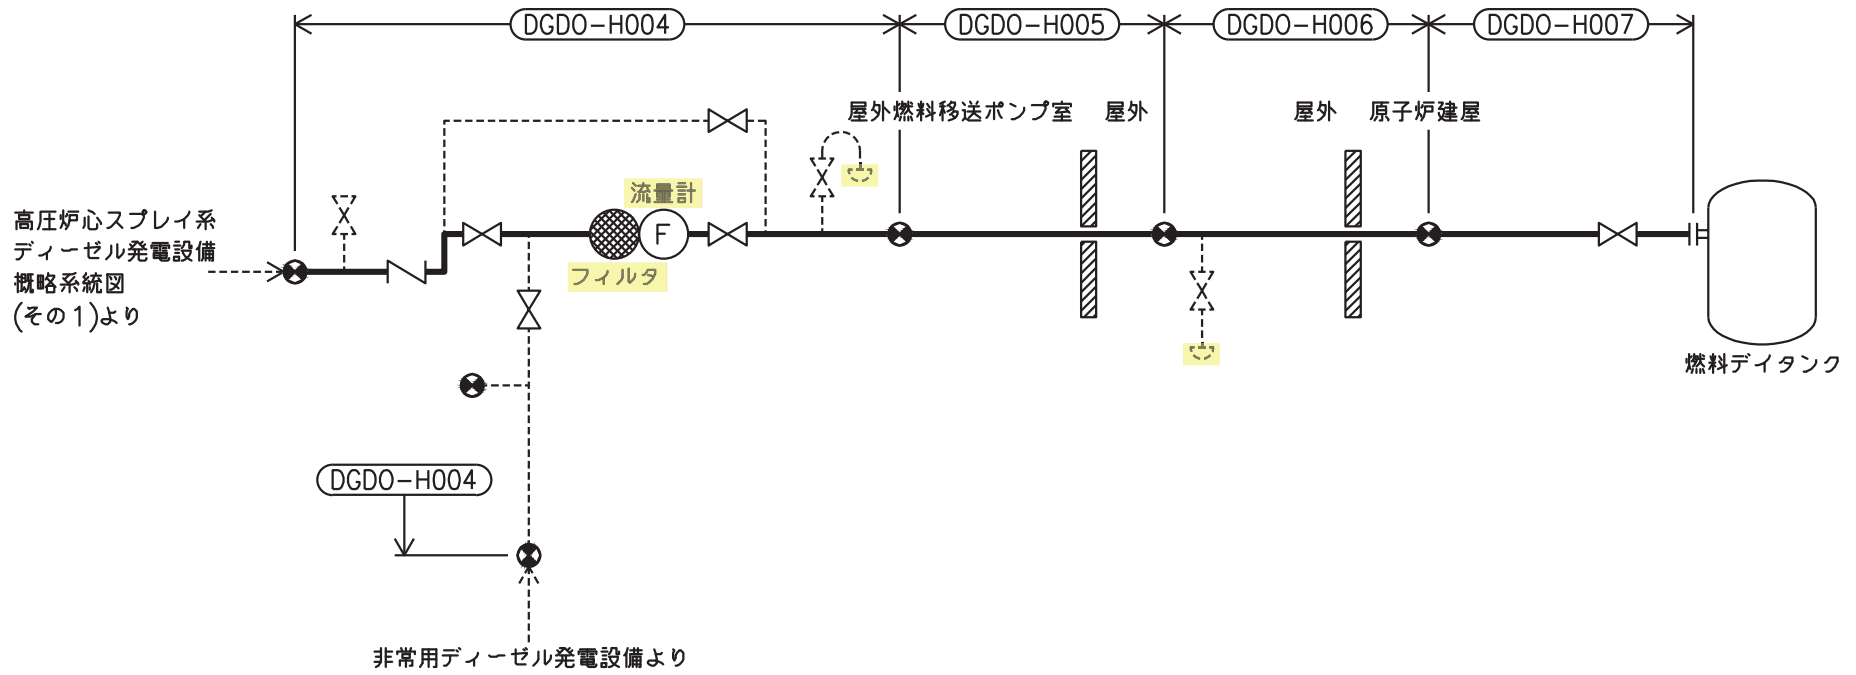 DGDO-H004
DGDO-H005
DGDO-H006
DGDO-H007
屋外燃料移送ポンプ室
屋外
屋外
原子炉建屋
流量計
F
フィルタ
高圧炉心スプレイ系
ディーゼル発電設備
概略系統図
(その1)より
燃料デイタンク
DGDO-H004
非常用ディーゼル発電設備より